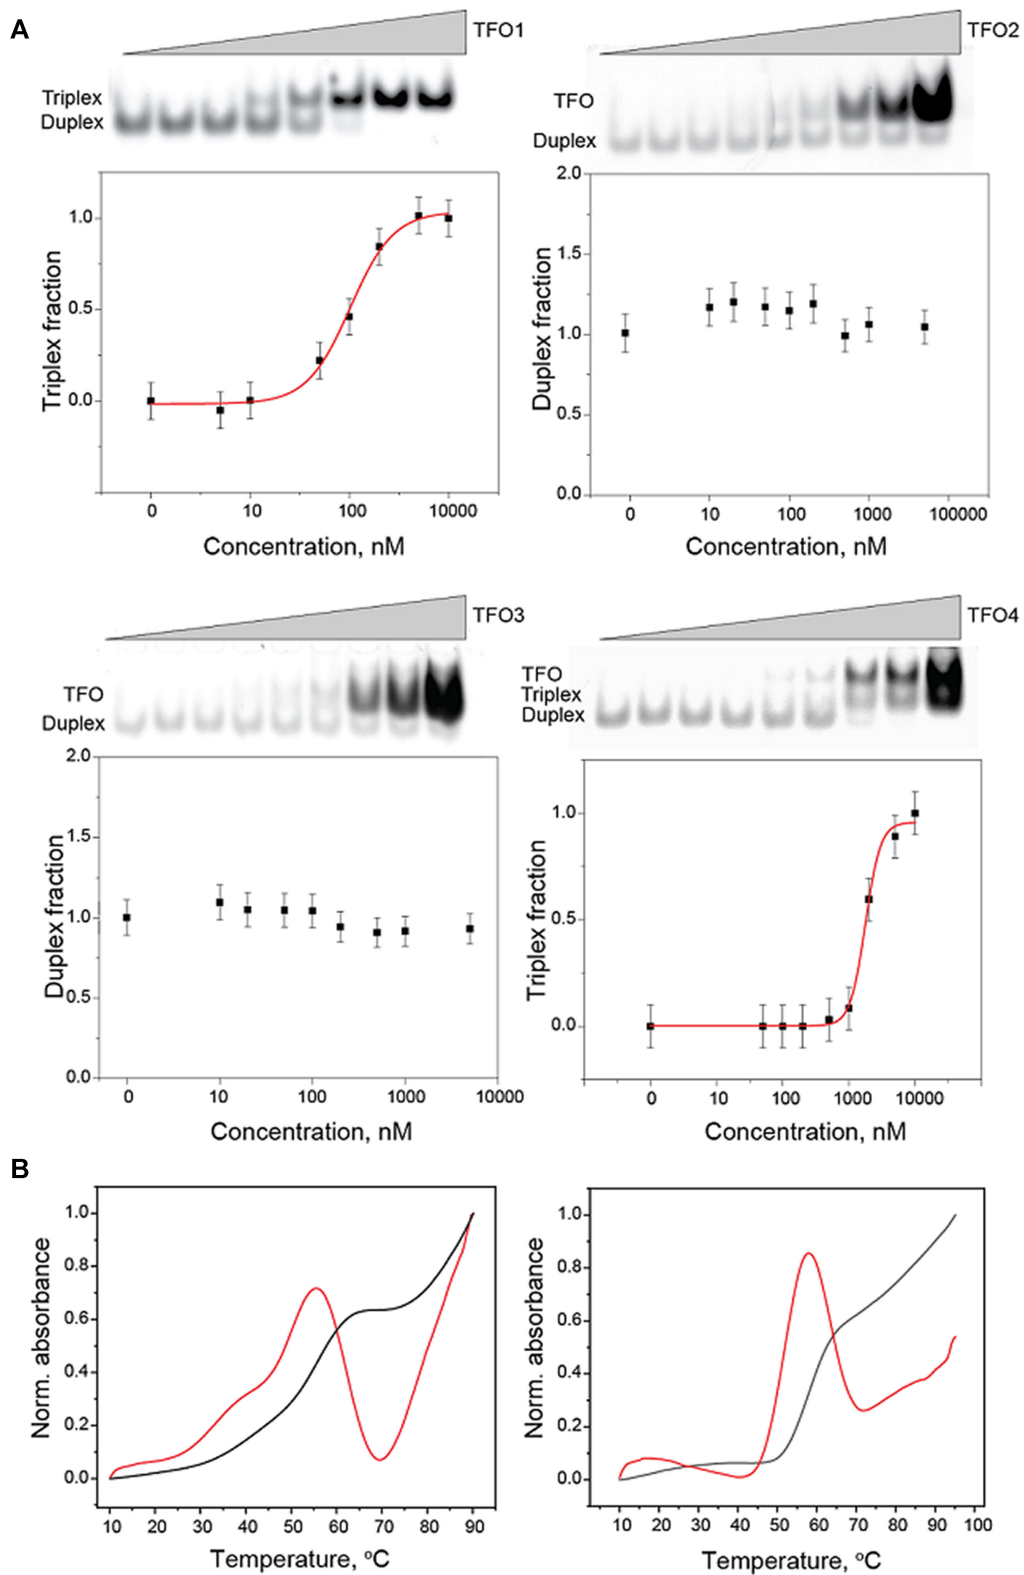 A
TFO1
Triplex
Duplex
1.0
0.5
0.0
Triplex fraction
0 10 100 10000
Concentration, nM
TFO2
TFO
Duplex
2.0
1.5
1.0
0.5
0.0
Duplex fraction
0 10 100 1000 100000
Concentration, nM
TFO3
TFO
Duplex
2.0
1.5
1.0
0.5
0.0
Duplex fraction
0 10 100 1000 10000
Concentration, nM
TFO4
TFO
Triplex
Duplex
1.0
0.5
0.0
Triplex fraction
0 10 100 1000 10000
Concentration, nM
B
1.0
0.8
0.6
0.4
0.2
0.0
Norm. absorbance
10 20 30 40 50 60 70 80 90
Temperature, ºC
1.0
0.8
0.6
0.4
0.2
0.0
Norm. absorbance
10 20 30 40 50 60 70 80 90 100
Temperature, ºC